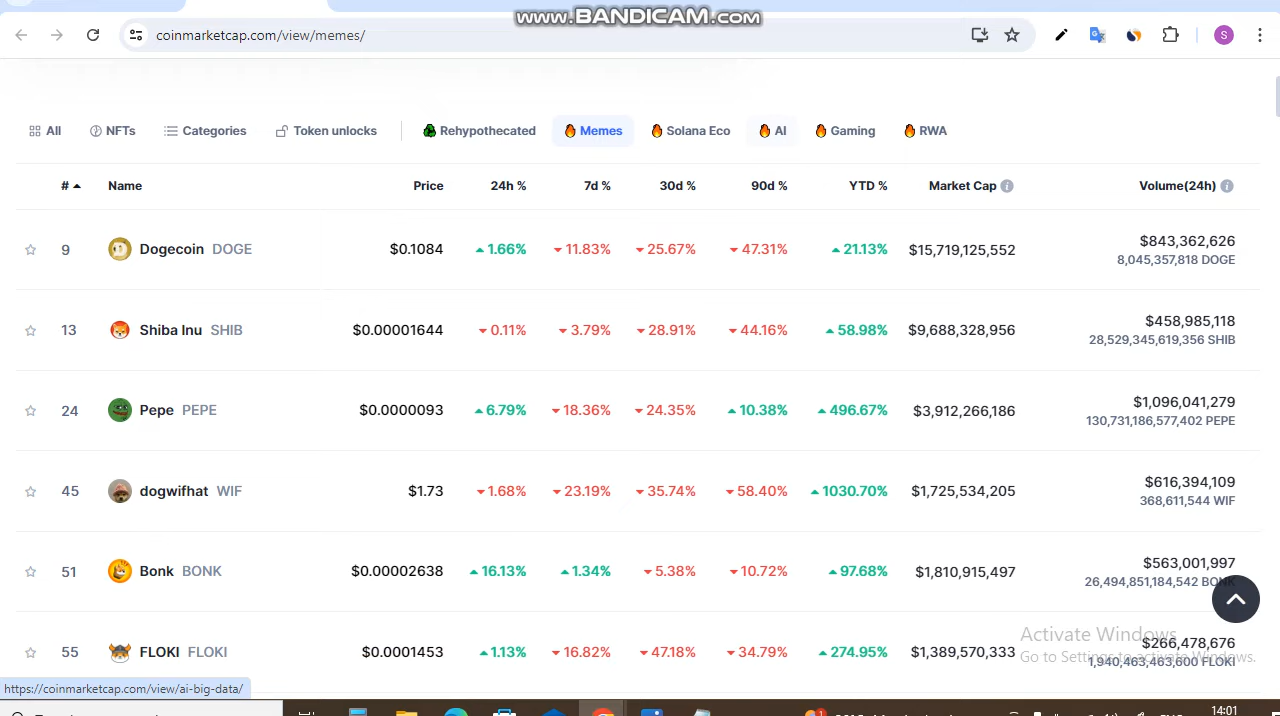 www.BANDICAM.com
coinmarketcap.com/view/memes/
S
All NFTs Categories Token unlocks Rehypothecated Memes Solana Eco AI Gaming RWA
# Name Price 24h % 7d % 30d % 90d % YTD % Market Cap Volume(24h)
9 Dogecoin DOGE $0.1084 1.66% 11.83% 25.67% 47.31% 21.13% $15,719,125,552 $843,362,626
8,045,357,818 DOGE
13 Shiba Inu SHIB $0.00001644 0.11% 3.79% 28.91% 44.16% 58.98% $9,688,328,956 $458,985,118
28,529,345,619,356 SHIB
24 Pepe PEPE $0.0000093 6.79% 18.36% 24.35% 10.38% 496.67% $3,912,266,186 $1,096,041,279
130,731,186,577,402 PEPE
45 dogwifhat WIF $1.73 1.68% 23.19% 35.74% 58.40% 1030.70% $1,725,534,205 $616,394,109
368,611,544 WIF
51 Bonk BONK $0.00002638 16.13% 1.34% 5.38% 10.72% 97.68% $1,810,915,497 $563,001,997
26,494,851,184,542 BONK
55 FLOKI FLOKI $0.0001453 1.13% 16.82% 47.18% 34.79% 274.95% $1,389,570,333 $266,478,676
1,940,463,463,600 FLOKI
Activate Windows
Go to Settings to activate Windows.
https://coinmarketcap.com/view/ai-big-data/
14:01